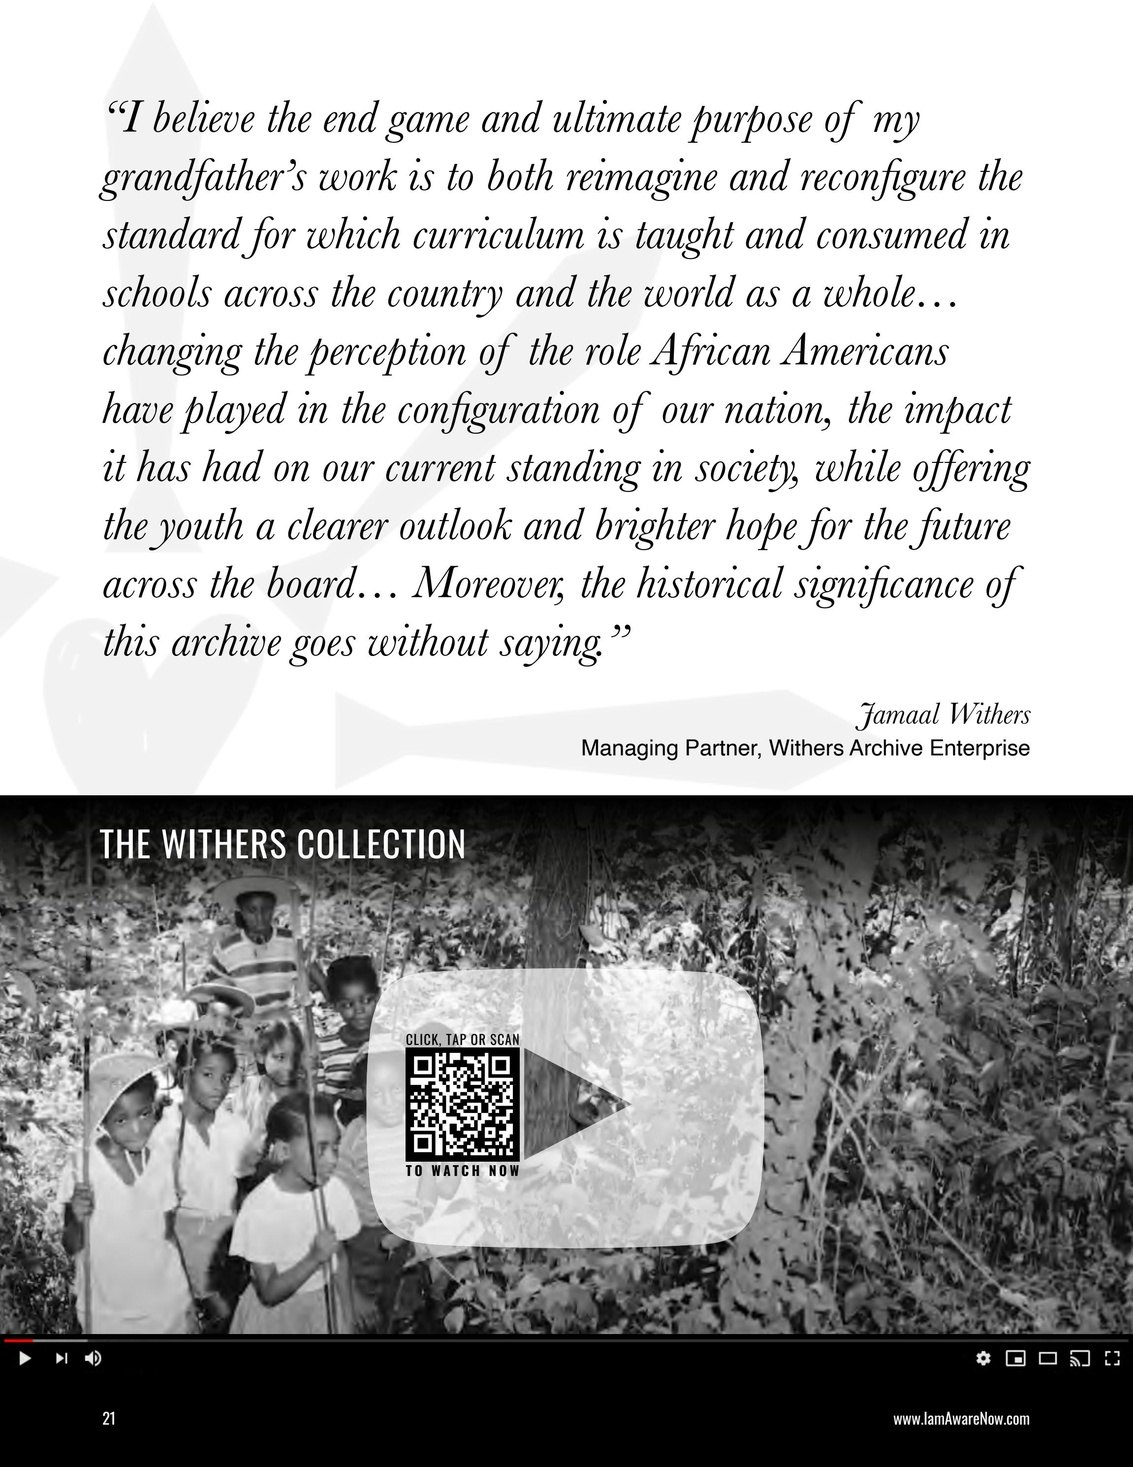 “I believe the end game and ultimate purpose of my
grandfather’s work is to both reimagine and reconfigure the
standard for which curriculum is taught and consumed in
schools across the country and the world as a whole…
changing the perception of the role African Americans
have played in the configuration of our nation, the impact
it has had on our current standing in society, while offering
the youth a clearer outlook and brighter hope for the future
across the board… Moreover, the historical significance of
this archive goes without saying.”
Jamaal Withers
Managing Partner, Withers Archive Enterprise
THE WITHERS COLLECTION
CLICK, TAP OR SCAN
TO WATCH NOW
21
www.IamAwareNow.com